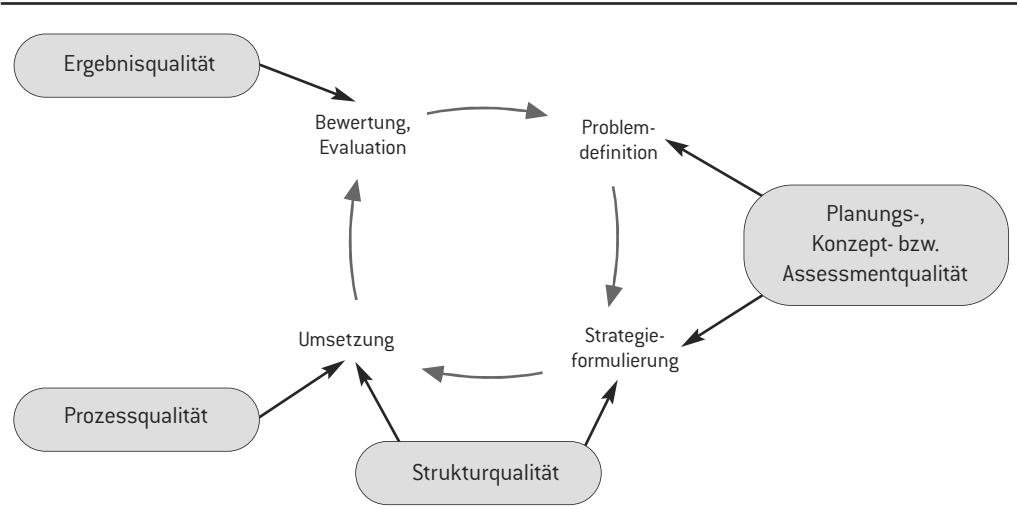 Ergebnisqualität
Bewertung,
Evaluation
Problem-
definition
Planungs-,
Konzept- bzw.
Assessmentqualität
Strategie-
formulierung
Umsetzung
Prozessqualität
Strukturqualität